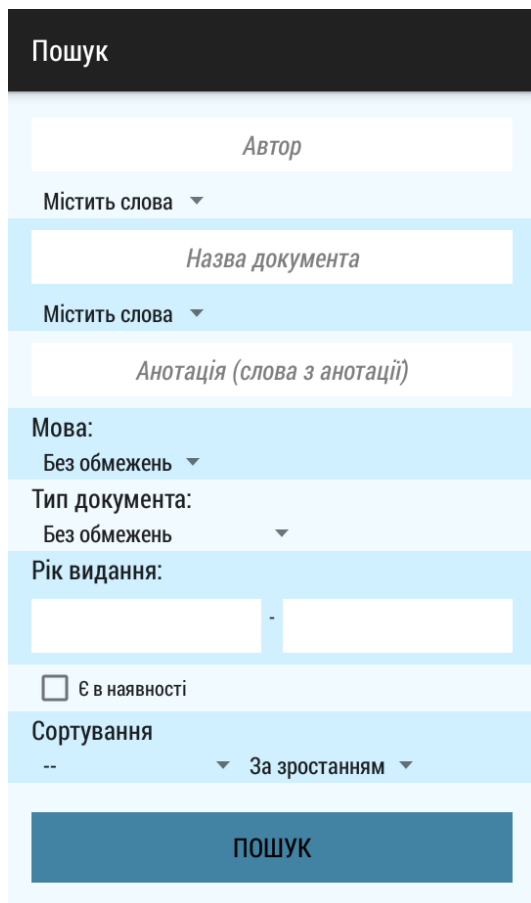 Пошук
Автор
Містить слова
Назва документа
Містить слова
Анотація (слова з анотації)
Мова:
Без обмежень
Тип документа:
Без обмежень
Рік видання:
-
Є в наявності
Сортування
-- За зростанням
ПОШУК